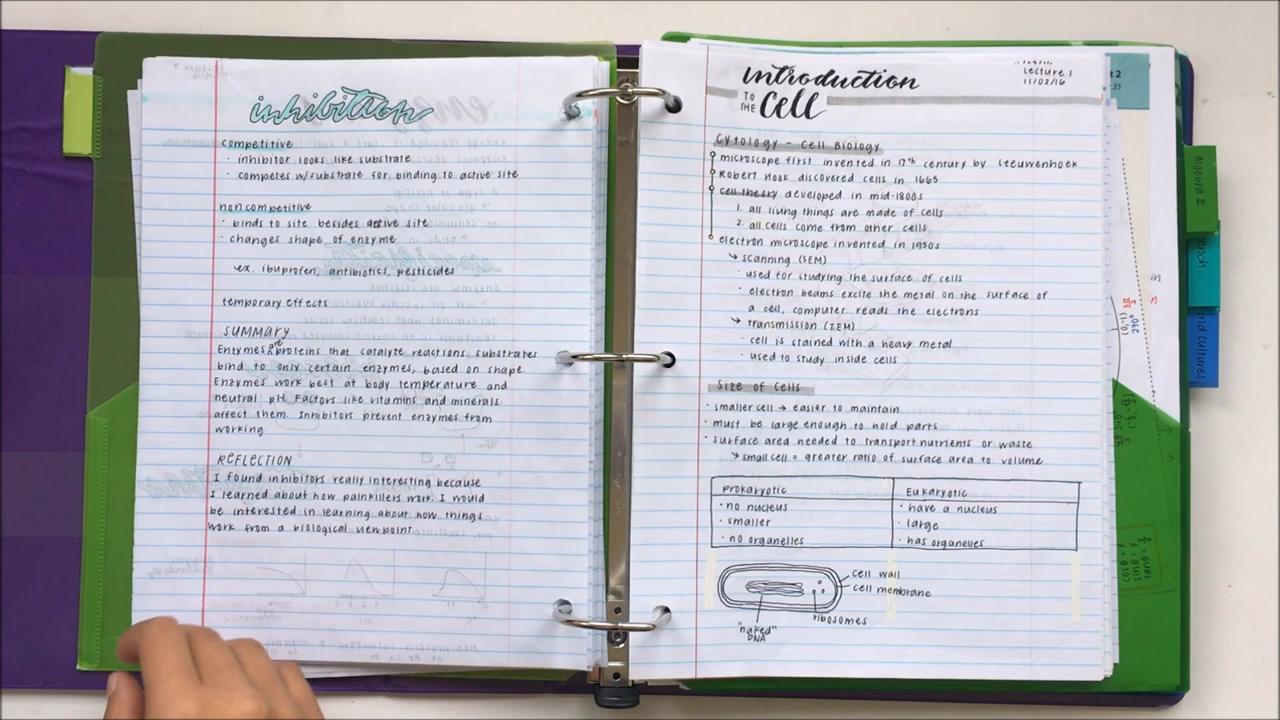 inhibition
competitive
· inhibitor looks like substrate
· competes w/substrate for binding to active site
noncompetitive
· binds to site besides active site
· changes shape of enzyme
ex. ibuprofen, antibiotics, pesticides
temporary effects
SUMMARY
Enzymes are proteins that catalyze reactions. substrates
bind to only certain enzymes, based on shape.
Enzymes work best at body temperature and
neutral pH. Factors like vitamins and minerals
affect them. Inhibitors prevent enzymes from
working.
REFLECTION
I found inhibitors really interesting because
I learned about how painkillers work. I would
be interested in learning about how things
work from a biological viewpoint.
introduction
TO THE cell
Lecture 1
11/02/16
Cytology - Cell Biology
microscope first invented in 17th century by Leeuwenhoek
Robert Hook discovered cells in 1665
cell theory developed in mid-1800s
1. all living things are made of cells
2. all cells come from other cells
electron microscope invented in 1950s
↳ scanning (SEM)
· used for studying the surface of cells
· electron beams excite the metal on the surface of
a cell, computer reads the electrons
↳ transmission (TEM)
· cell is stained with a heavy metal
· used to study inside cells
Size of Cells
· smaller cell → easier to maintain
· must be large enough to hold parts
· surface area needed to transport nutrients or waste
↳ small cell = greater ratio of surface area to volume
prokaryotic
· no nucleus
· smaller
· no organelles
Eukaryotic
· have a nucleus
· large
· has organelles
cell wall
cell membrane
ribosomes
"naked"
DNA
Algebra II
rld cultures
(0,-1)
270°